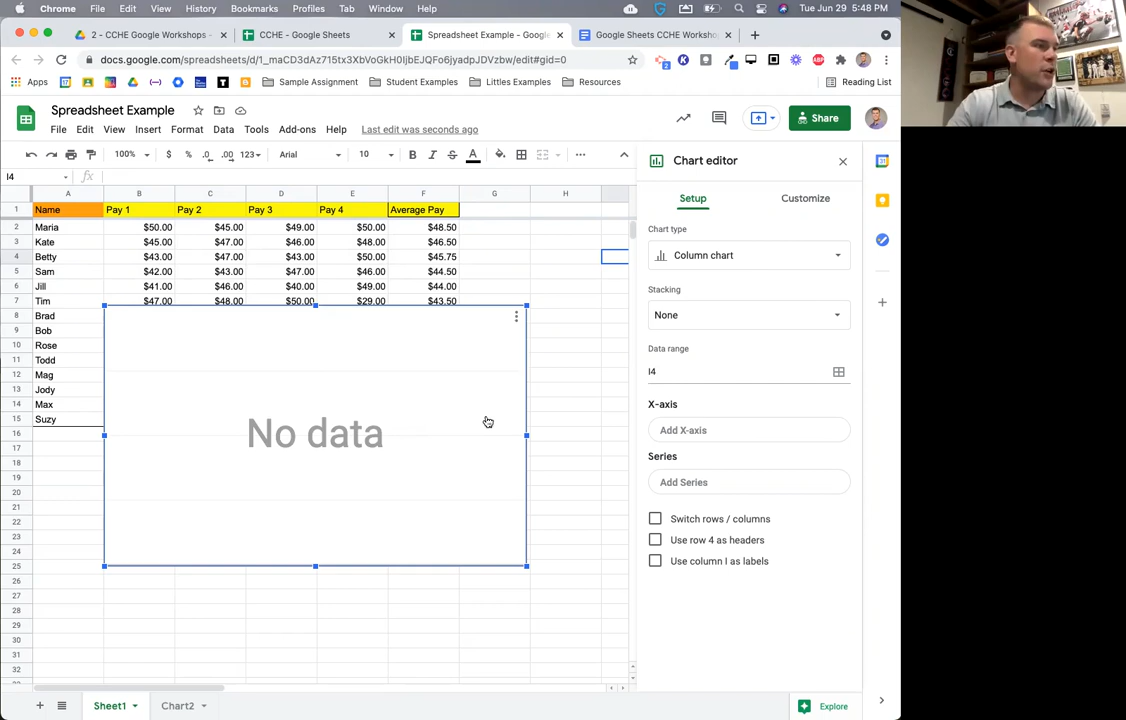 Chrome File Edit View History Bookmarks Profiles Tab Window Help Tue Jun 29 5:48 PM
2 - CCHE Google Workshops - CCHE - Google Sheets Spreadsheet Example - Google Google Sheets CCHE Workshop
docs.google.com/spreadsheets/d/1_maCD3dAz715tx3XbVoGkH0IjbEJQFo6jyadpJDVzbw/edit#gid=0
Apps Sample Assignment Student Examples Littles Examples Resources Reading List
Spreadsheet Example
File Edit View Insert Format Data Tools Add-ons Help Last edit was seconds ago
Share
100% $ % .0 .00 123 Arial 10 B I S A
I4 fx
A B C D E F G H
1 Name Pay 1 Pay 2 Pay 3 Pay 4 Average Pay
2 Maria $50.00 $45.00 $49.00 $50.00 $48.50
3 Kate $45.00 $47.00 $46.00 $48.00 $46.50
4 Betty $43.00 $47.00 $43.00 $50.00 $45.75
5 Sam $42.00 $43.00 $47.00 $46.00 $44.50
6 Jill $41.00 $46.00 $40.00 $49.00 $44.00
7 Tim $47.00 $48.00 $50.00 $29.00 $43.50
8 Brad
9 Bob
10 Rose
11 Todd
12 Mag
13 Jody
14 Max
15 Suzy
16
17
18
19
20
21
22
23
24
25
26
27
28
29
30
31
32
No data
Chart editor
Setup Customize
Chart type
Column chart
Stacking
None
Data range
I4
X-axis
Add X-axis
Series
Add Series
Switch rows / columns
Use row 4 as headers
Use column I as labels
Sheet1 Chart2
Explore